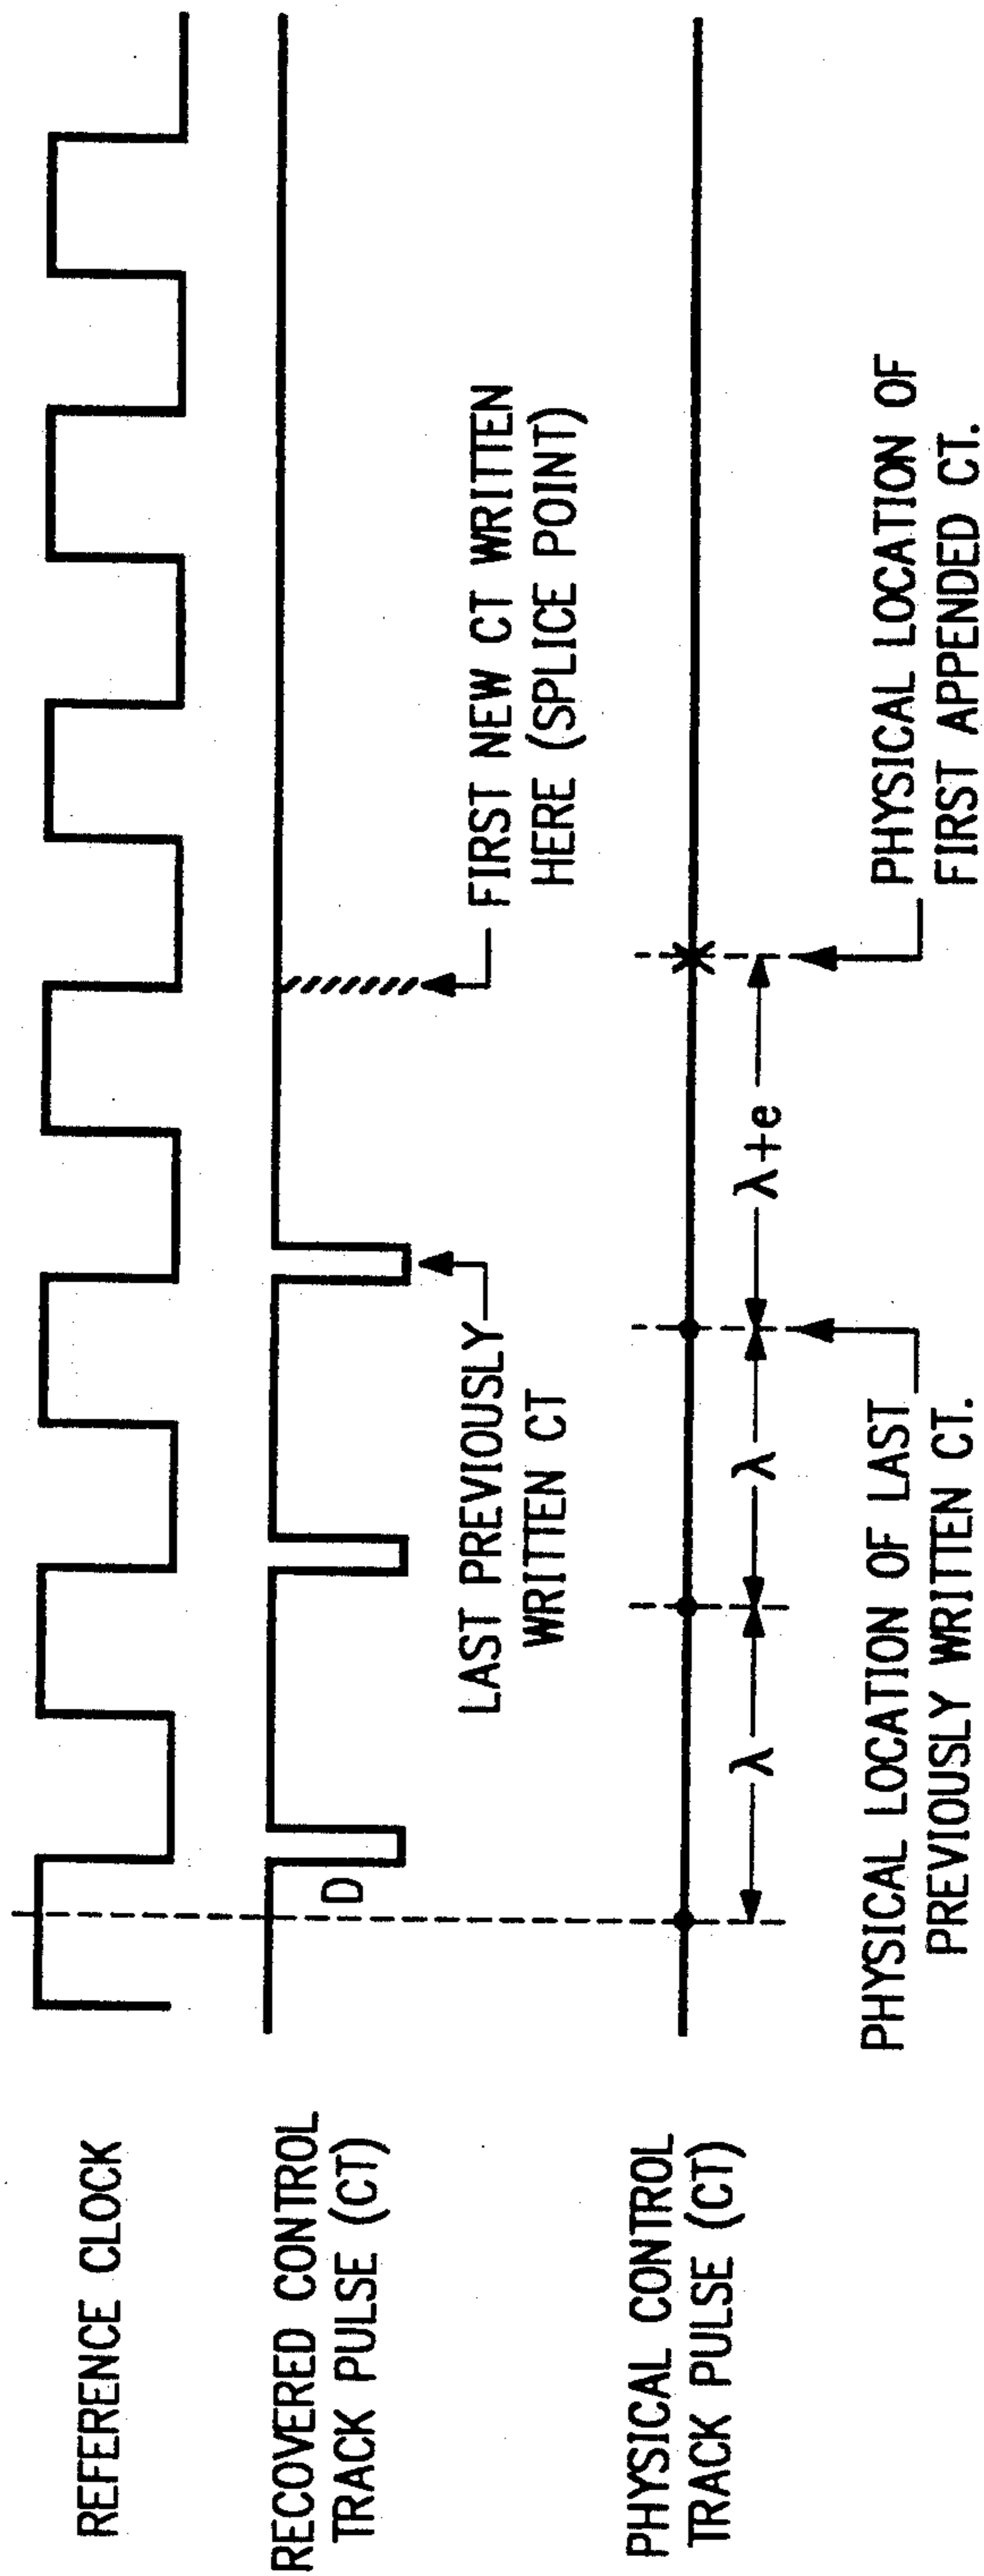 REFERENCE CLOCK
RECOVERED CONTROL
TRACK PULSE (CT)
D
LAST PREVIOUSLY
WRITTEN CT
FIRST NEW CT WRITTEN
HERE (SPLICE POINT)
PHYSICAL CONTROL
TRACK PULSE (CT)
λ
λ
λ+e
PHYSICAL LOCATION OF LAST
PREVIOUSLY WRITTEN CT.
PHYSICAL LOCATION OF
FIRST APPENDED CT.